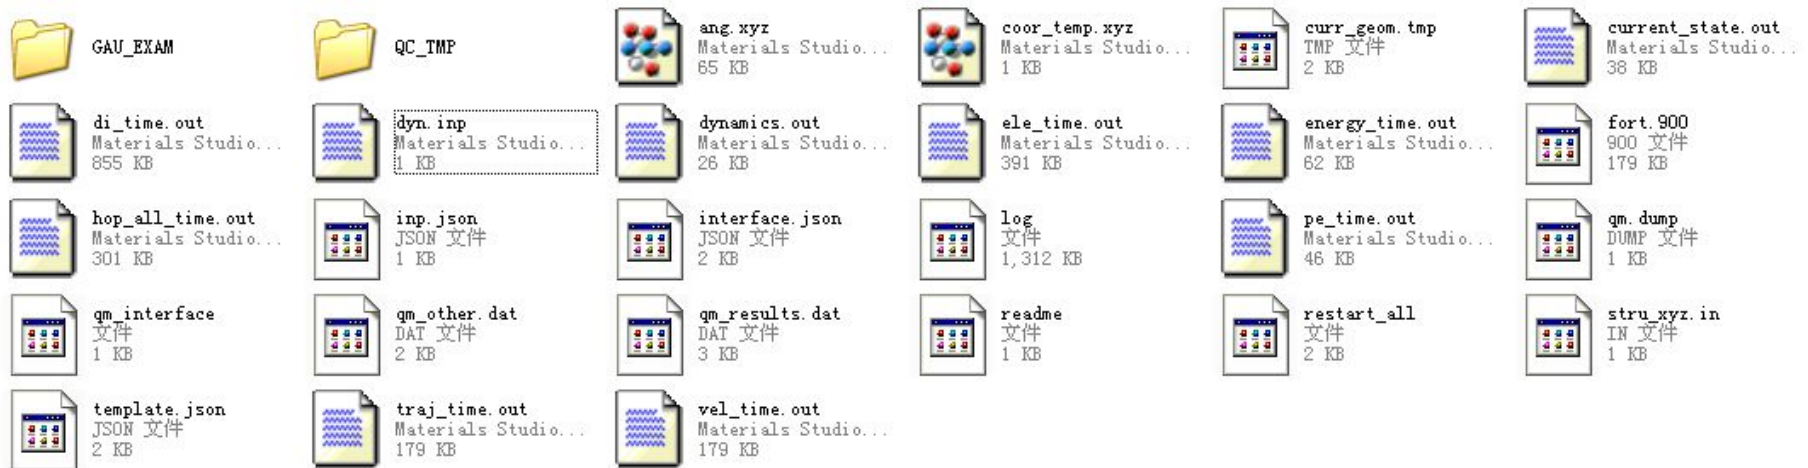 GAU_EXAM
QC_TMP
ang.xyz
Materials Studio...
65 KB
coor_temp.xyz
Materials Studio...
1 KB
curr_geom.tmp
TMP 文件
2 KB
current_state.out
Materials Studio...
38 KB
di_time.out
Materials Studio...
855 KB
dyn.inp
Materials Studio...
1 KB
dynamics.out
Materials Studio...
26 KB
ele_time.out
Materials Studio...
391 KB
energy_time.out
Materials Studio...
62 KB
fort.900
900 文件
179 KB
hop_all_time.out
Materials Studio...
301 KB
inp.json
JSON 文件
1 KB
interface.json
JSON 文件
2 KB
log
文件
1,312 KB
pe_time.out
Materials Studio...
46 KB
qm.dump
DUMP 文件
1 KB
qm_interface
文件
1 KB
qm_other.dat
DAT 文件
2 KB
qm_results.dat
DAT 文件
3 KB
readme
文件
1 KB
restart_all
文件
2 KB
stru_xyz.in
IN 文件
1 KB
template.json
JSON 文件
2 KB
traj_time.out
Materials Studio...
179 KB
vel_time.out
Materials Studio...
179 KB